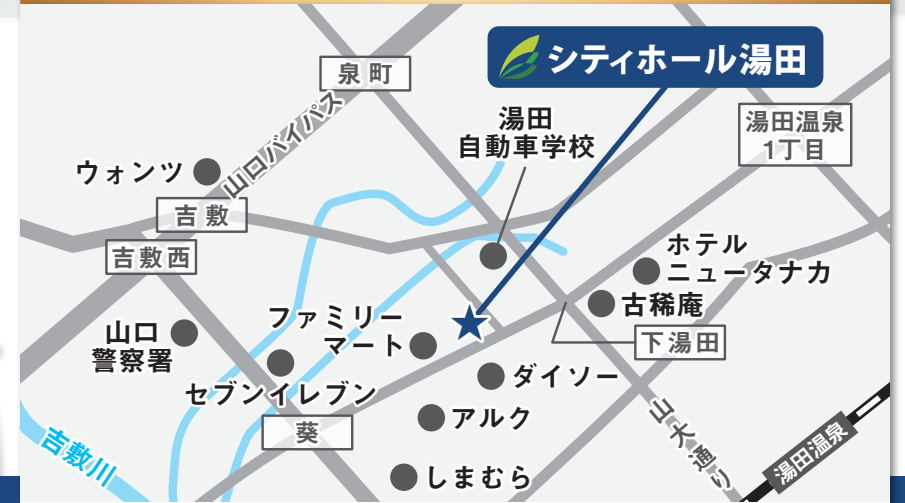 シティホール湯田
泉町
湯田
自動車学校
湯田温泉
1丁目
山口バイパス
ウォンツ
吉敷
吉敷西
ホテル
ニュータナカ
古稀庵
下湯田
ファミリー
マート
山口
警察署
セブンイレブン
ダイソー
アルク
葵
しまむら
吉敷川
山大通り
湯田温泉